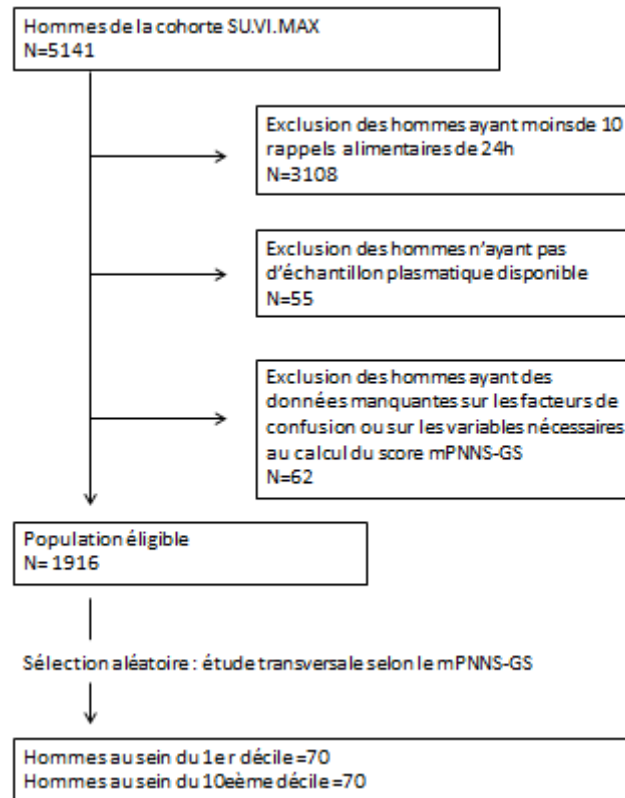 Hommes de la cohorte SU.VI.MAX
N=5141
Exclusion des hommes ayant moinsde 10
rappels alimentaires de 24h
N=3108
Exclusion des hommes n'ayant pas
d'échantillon plasmatique disponible
N=55
Exclusion des hommes ayant des
données manquantes sur les facteurs de
confusion ou sur les variables nécessaires
au calcul du score mPNNS-GS
N=62
Population éligible
N= 1916
Sélection aléatoire : étude transversale selon le mPNNS-GS
Hommes au sein du 1er décile =70
Hommes au sein du 10eème décile =70